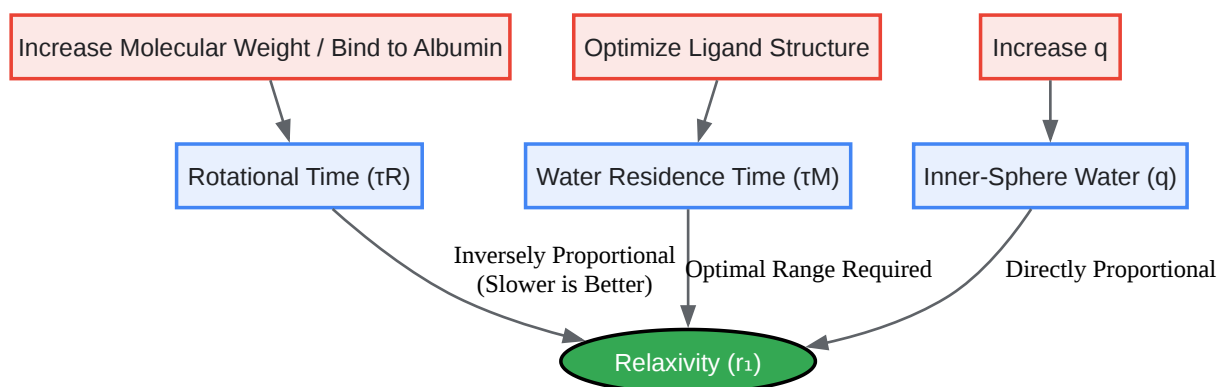 Increase Molecular Weight / Bind to Albumin
Optimize Ligand Structure
Increase q
Rotational Time (τR)
Water Residence Time (τM)
Inner-Sphere Water (q)
Inversely Proportional
(Slower is Better)
Optimal Range Required
Directly Proportional
Relaxivity (r₁)